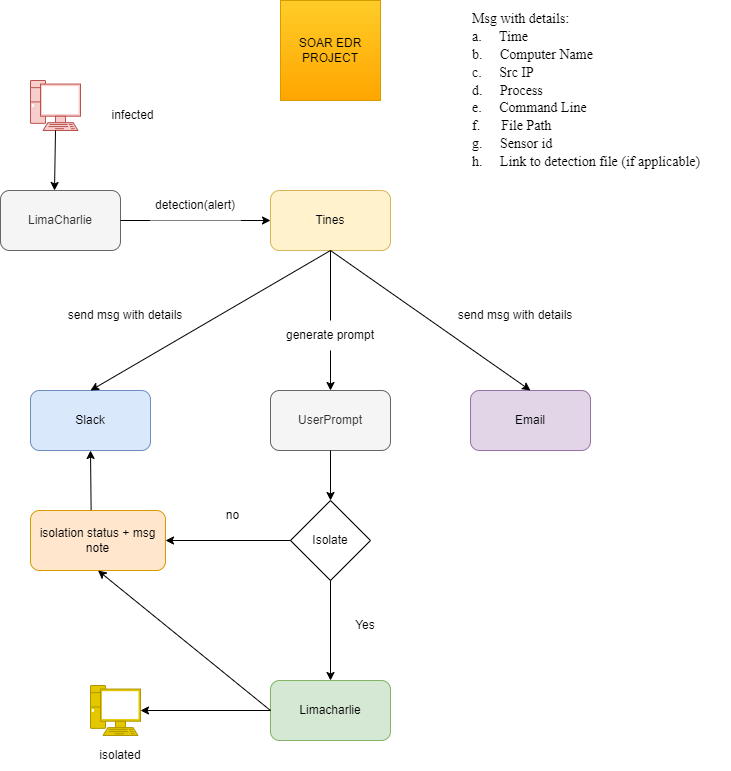 SOAR EDR
PROJECT
Msg with details:
a. Time
b. Computer Name
c. Src IP
d. Process
e. Command Line
f. File Path
g. Sensor id
h. Link to detection file (if applicable)
infected
LimaCharlie
detection(alert)
Tines
send msg with details
generate prompt
send msg with details
Slack
UserPrompt
Email
isolation status + msg
note
no
Isolate
Yes
Limacharlie
isolated